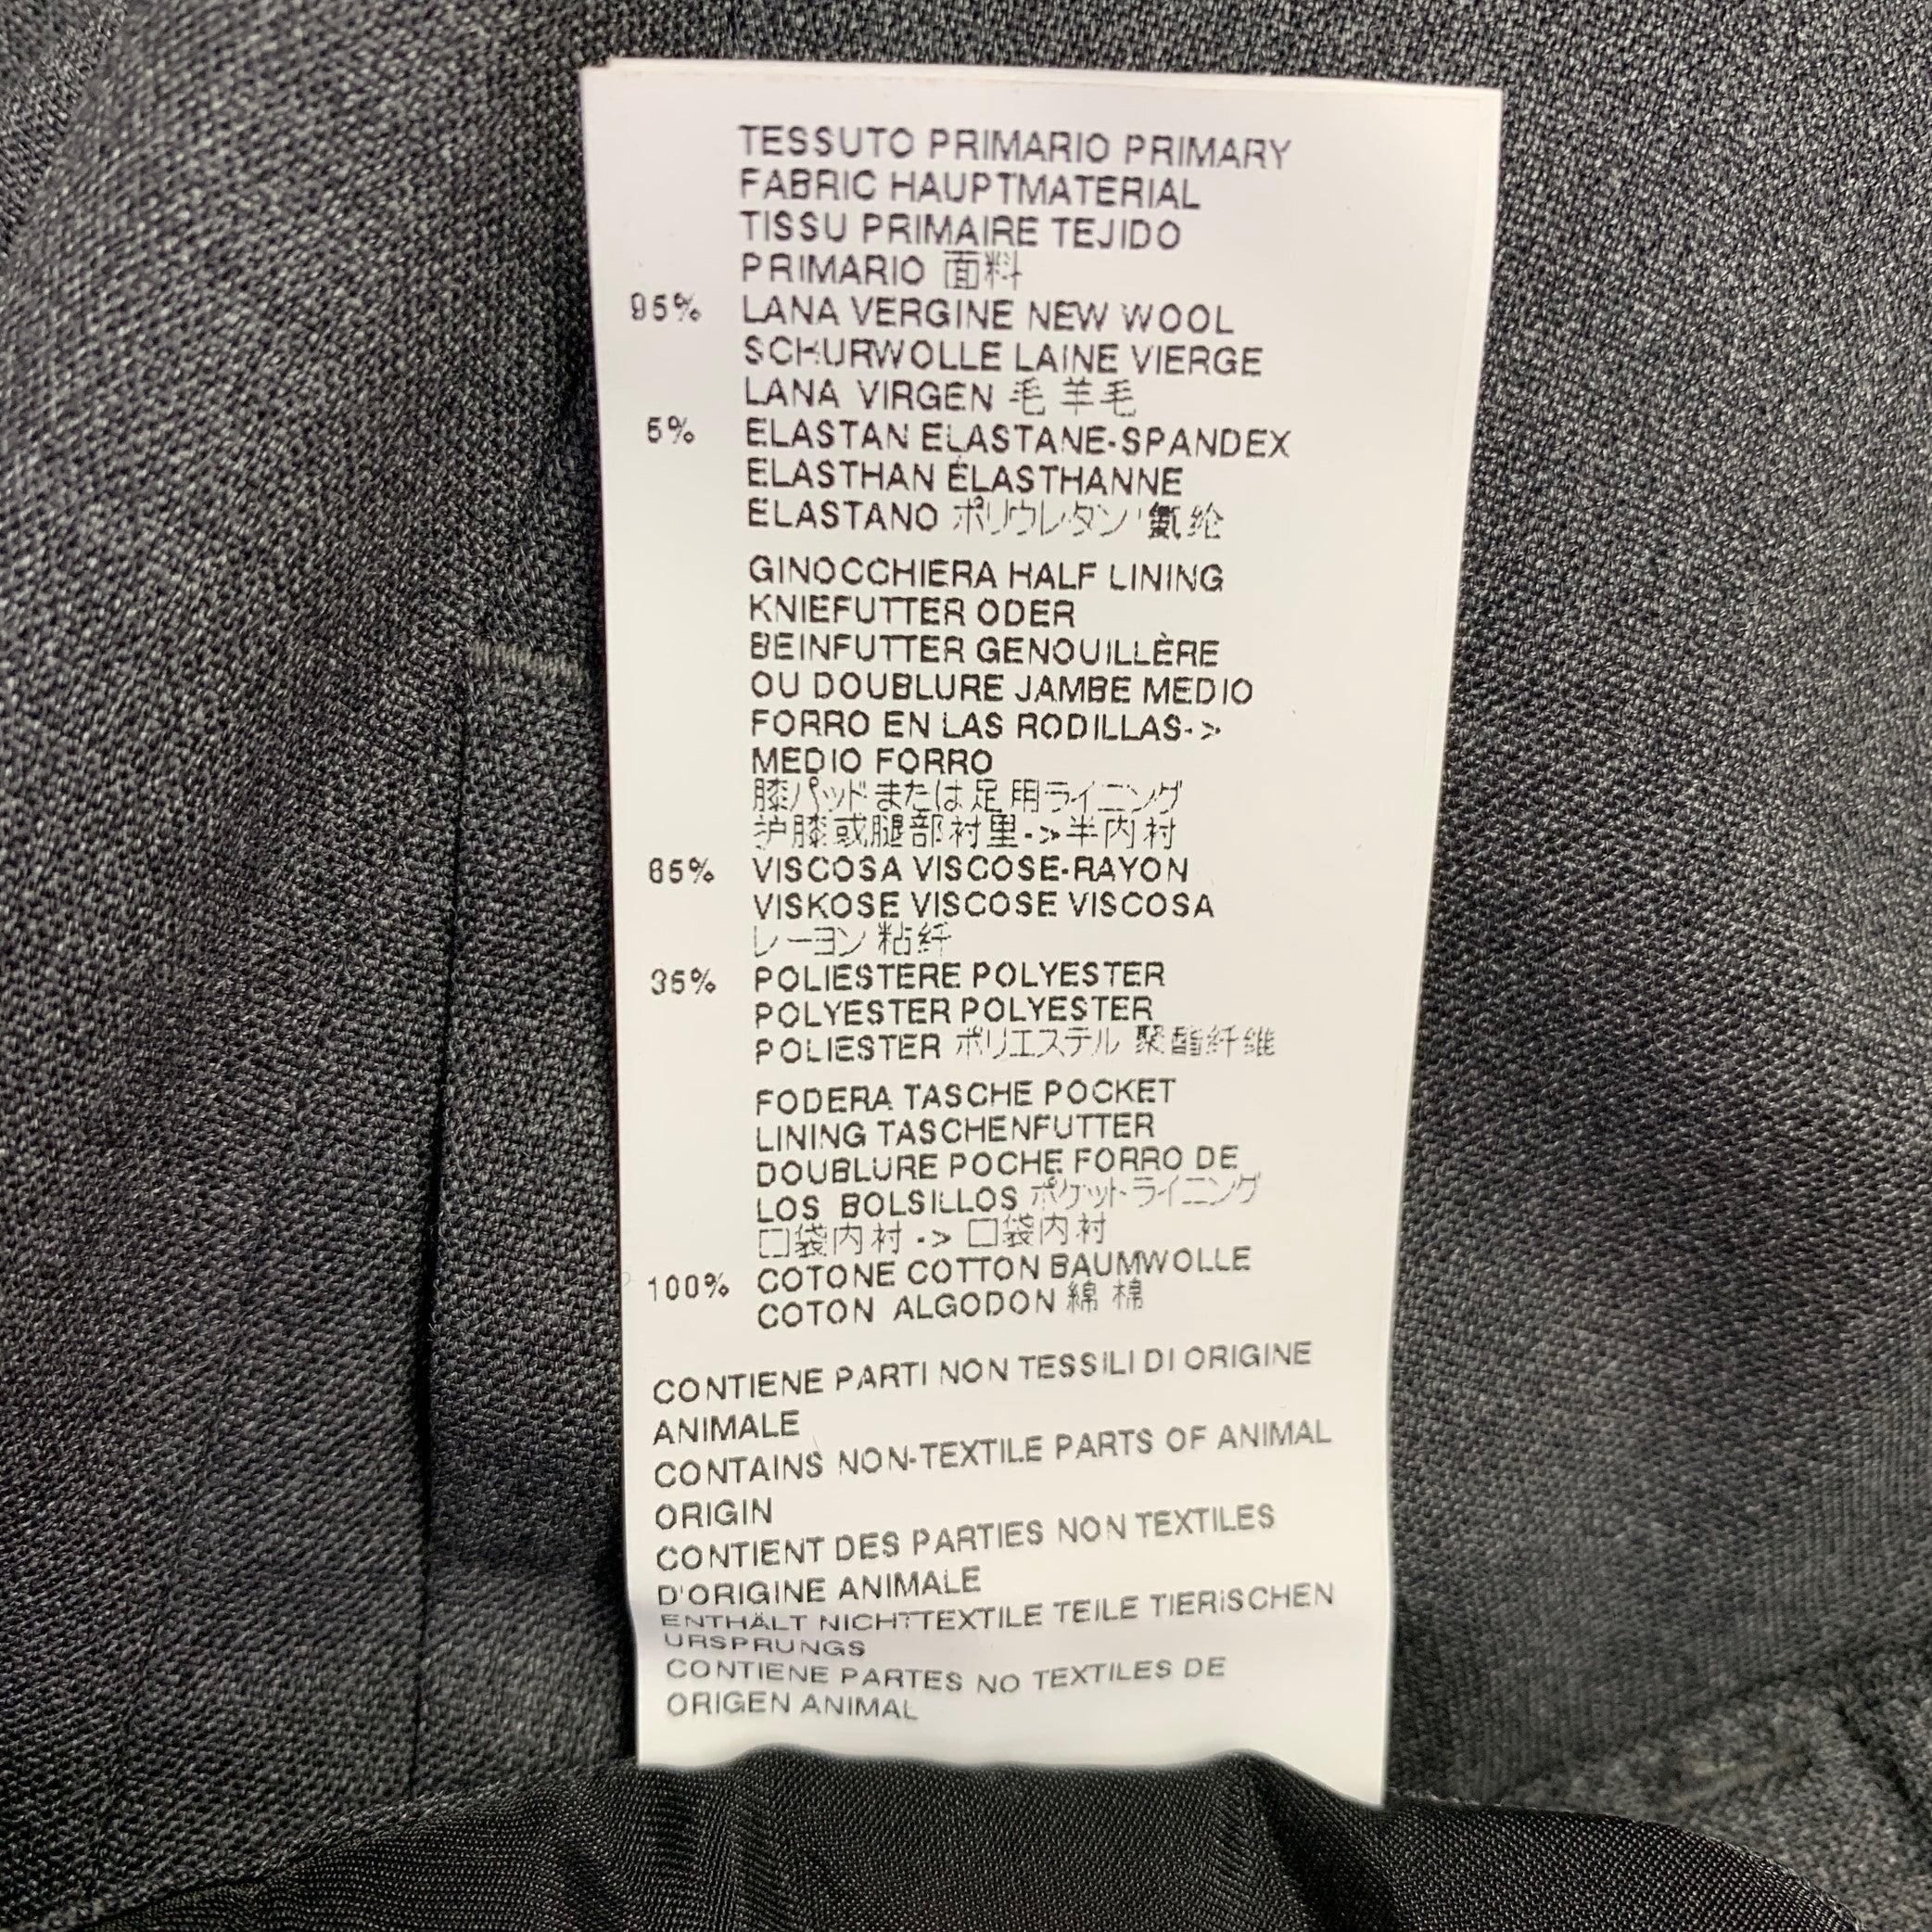 TESSUTO PRIMARIO PRIMARY
FABRIC HAUPTMATERIAL
TISSU PRIMAIRE TEJIDO
PRIMARIO 面料
95% LANA VERGINE NEW WOOL
SCHURWOLLE LAINE VIERGE
LANA VIRGEN 毛 羊毛
5% ELASTAN ELASTANE-SPANDEX
ELASTHAN ÉLASTHANNE
ELASTANO ポリウレタン 氨纶
GINOCCHIERA HALF LINING
KNIEFUTTER ODER
BEINFUTTER GENOUILLÈRE
OU DOUBLURE JAMBE MEDIO
FORRO EN LAS RODILLAS->
MEDIO FORRO
膝パッドまたは足用ライニング
护膝或腿部衬里->半内衬
65% VISCOSA VISCOSE-RAYON
VISKOSE VISCOSE VISCOSA
レーヨン 粘纤
35% POLIESTERE POLYESTER
POLYESTER POLYESTER
POLIESTER ポリエステル 聚酯纤维
FODERA TASCHE POCKET
LINING TASCHENFUTTER
DOUBLURE POCHE FORRO DE
LOS BOLSILLOS ポケットライニング
口袋内衬 -> 口袋内衬
100% COTONE COTTON BAUMWOLLE
COTON ALGODON 綿 棉
CONTIENE PARTI NON TESSILI DI ORIGINE
ANIMALE
CONTAINS NON-TEXTILE PARTS OF ANIMAL
ORIGIN
CONTIENT DES PARTIES NON TEXTILES
D'ORIGINE ANIMALE
ENTHÄLT NICHTTEXTILE TEILE TIERISCHEN
URSPRUNGS
CONTIENE PARTES NO TEXTILES DE
ORIGEN ANIMAL